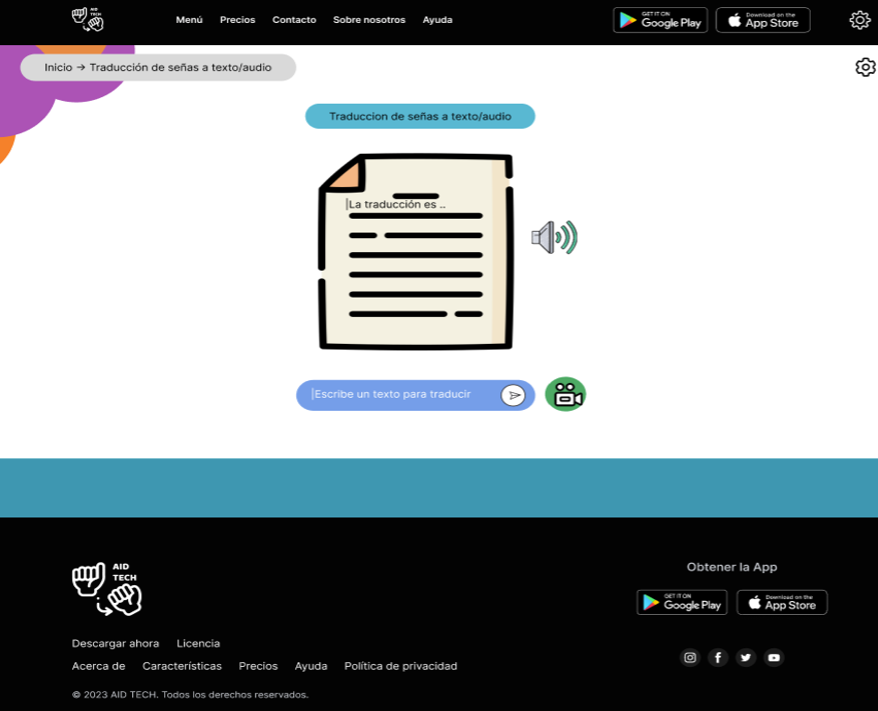 AID
TECH
Menú Precios Contacto Sobre nosotros Ayuda
GET IT ON
Google Play
Download on the
App Store
Inicio → Traducción de señas a texto/audio
Traduccion de señas a texto/audio
|La traducción es ..
|Escribe un texto para traducir
AID
TECH
Obtener la App
GET IT ON
Google Play
Download on the
App Store
Descargar ahora Licencia
Acerca de Características Precios Ayuda Política de privacidad
© 2023 AID TECH. Todos los derechos reservados.